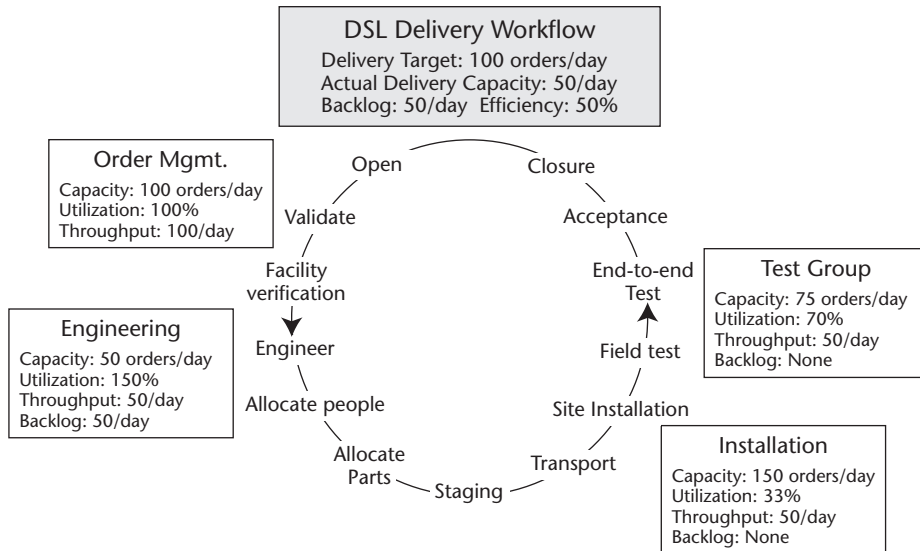 DSL Delivery Workflow
Delivery Target: 100 orders/day
Actual Delivery Capacity: 50/day
Backlog: 50/day  Efficiency: 50%
Order Mgmt.
Capacity: 100 orders/day
Utilization: 100%
Throughput: 100/day
Open
Validate
Facility
verification
Engineering
Capacity: 50 orders/day
Utilization: 150%
Throughput: 50/day
Backlog: 50/day
Engineer
Allocate people
Allocate
Parts
Staging
Transport
Site Installation
Installation
Capacity: 150 orders/day
Utilization: 33%
Throughput: 50/day
Backlog: None
Field test
End-to-end
Test
Test Group
Capacity: 75 orders/day
Utilization: 70%
Throughput: 50/day
Backlog: None
Acceptance
Closure